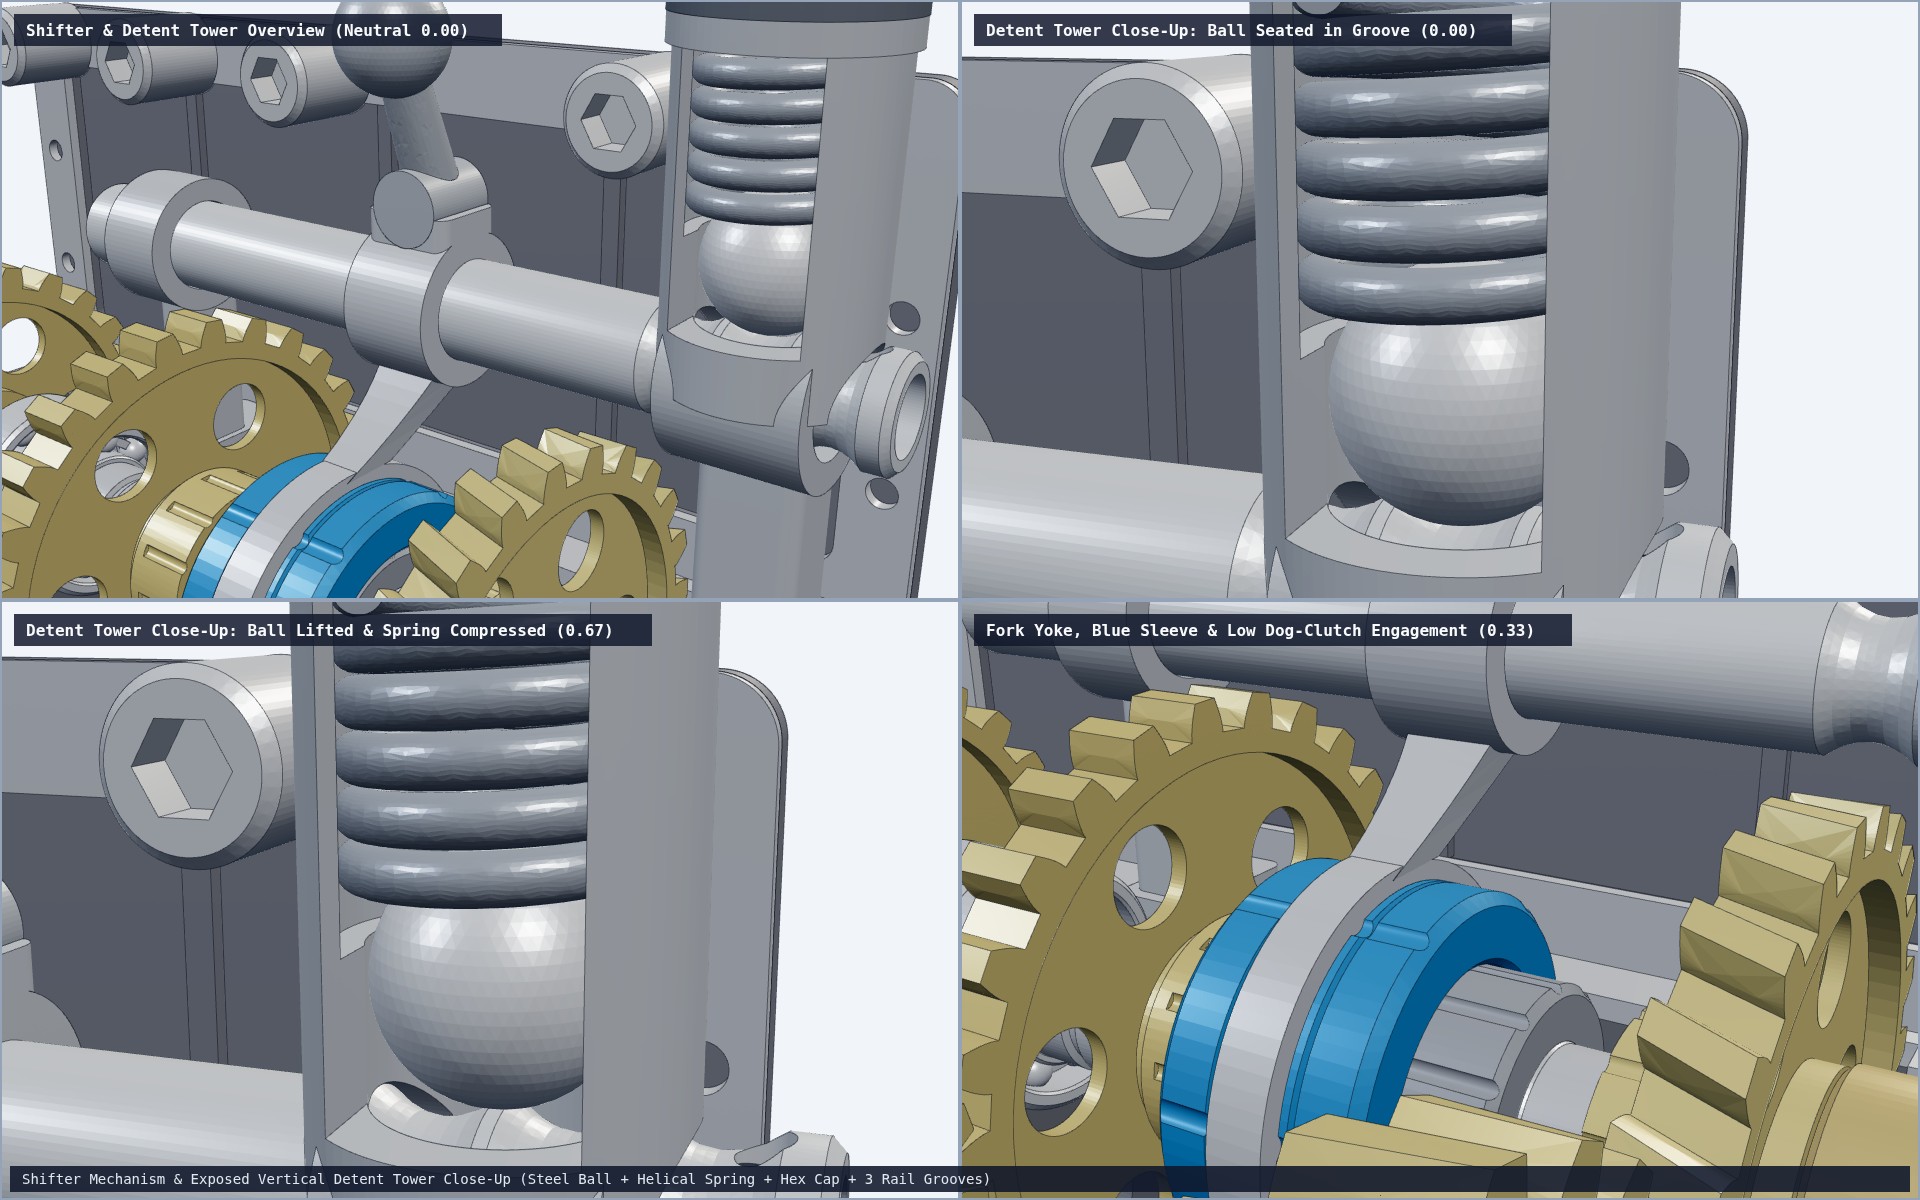 Shifter & Detent Tower Overview (Neutral 0.00)
Detent Tower Close-Up: Ball Seated in Groove (0.00)
Detent Tower Close-Up: Ball Lifted & Spring Compressed (0.67)
Fork Yoke, Blue Sleeve & Low Dog-Clutch Engagement (0.33)
Shifter Mechanism & Exposed Vertical Detent Tower Close-Up (Steel Ball + Helical Spring + Hex Cap + 3 Rail Grooves)